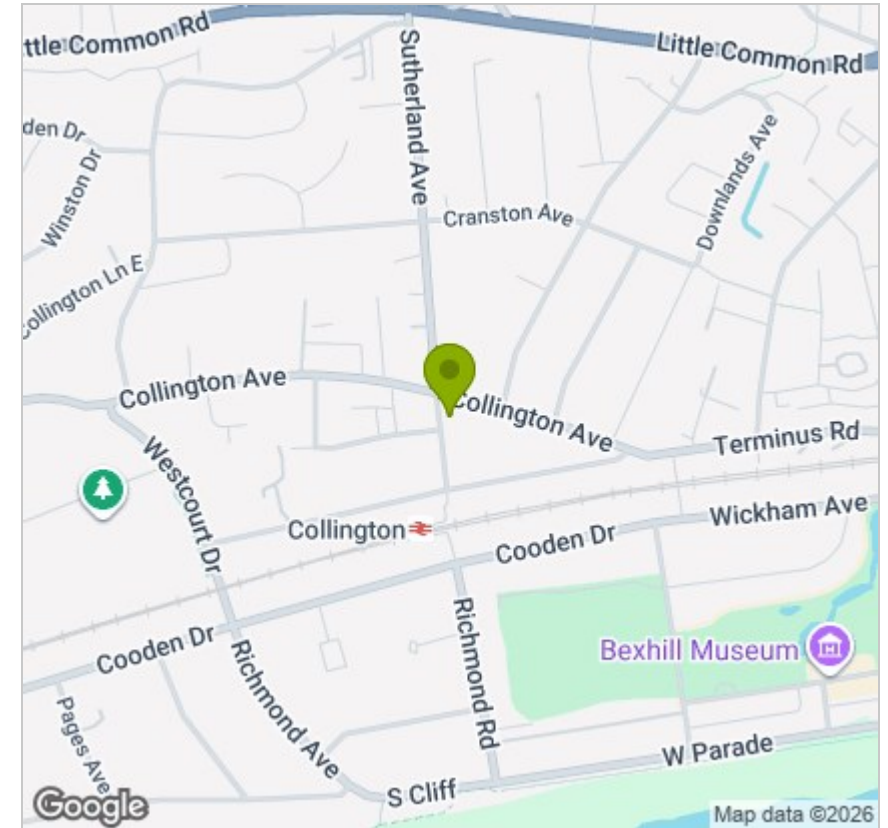 ttle Common Rd
Little Common Rd
Sutherland Ave
den Dr
Winston Dr
Downlands Ave
Cranston Ave
ollington Ln E
Collington Ave
Collington Ave
Terminus Rd
Westcourt Dr
Collington
Wickham Ave
Cooden Dr
Cooden Dr
Richmond Rd
Richmond Ave
Bexhill Museum
Pages Ave
W Parade
S Cliff
Google
Map data ©2026